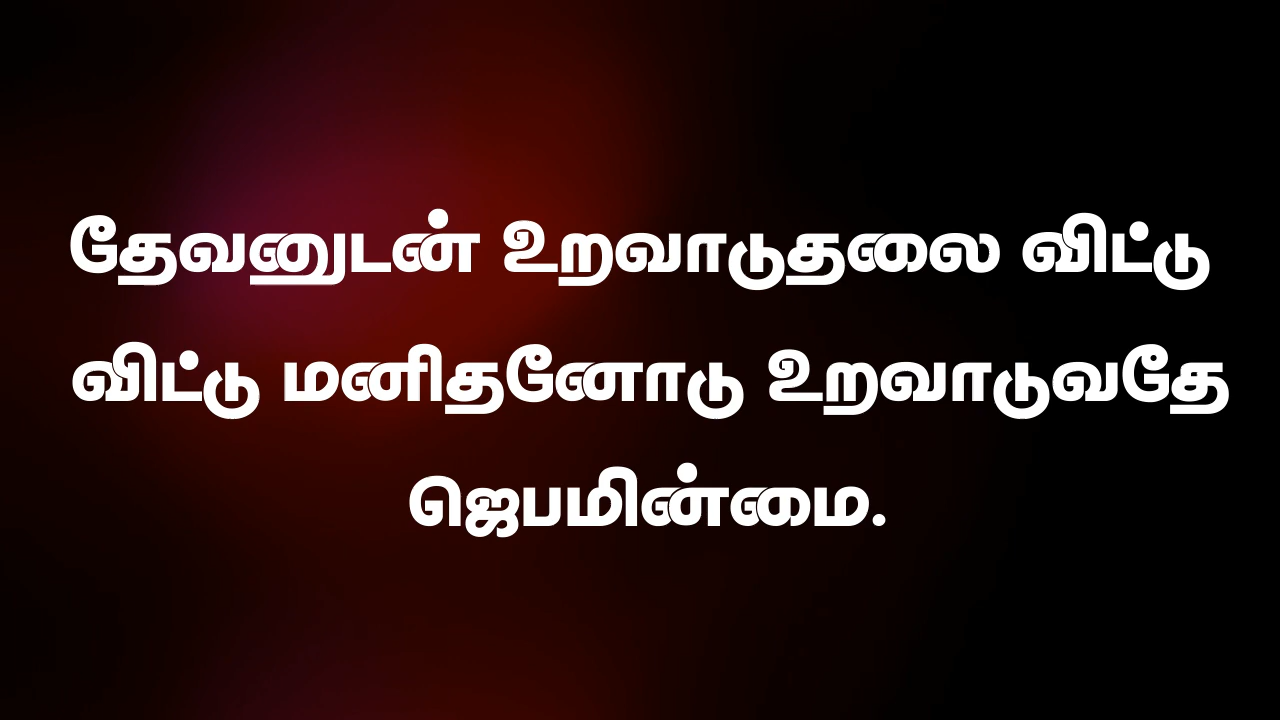 தேவனுடன் உறவாடுதலை விட்டு
விட்டு மனிதனோடு உறவாடுவதே
ஜெபமின்மை.